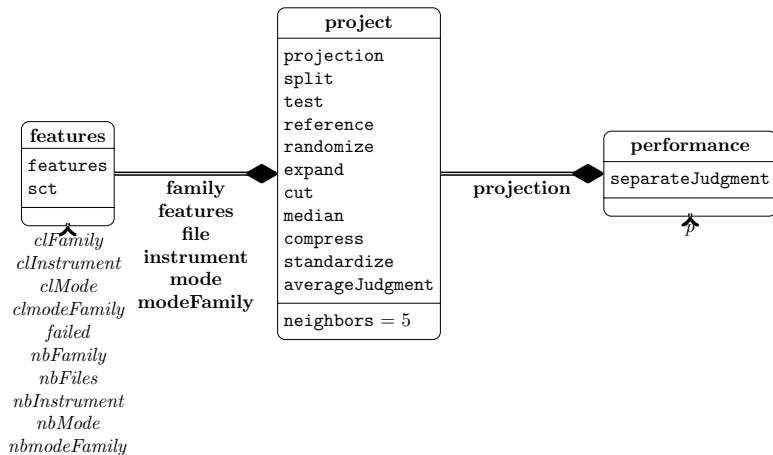 project
projection
split
test
reference
randomize
expand
cut
median
compress
standardize
averageJudgment
neighbors = 5
features
features
sct
clFamily
clInstrument
clMode
clmodeFamily
failed
nbFamily
nbFiles
nbInstrument
nbMode
nbmodeFamily
family
features
file
instrument
mode
modeFamily
projection
performance
separateJudgment
p